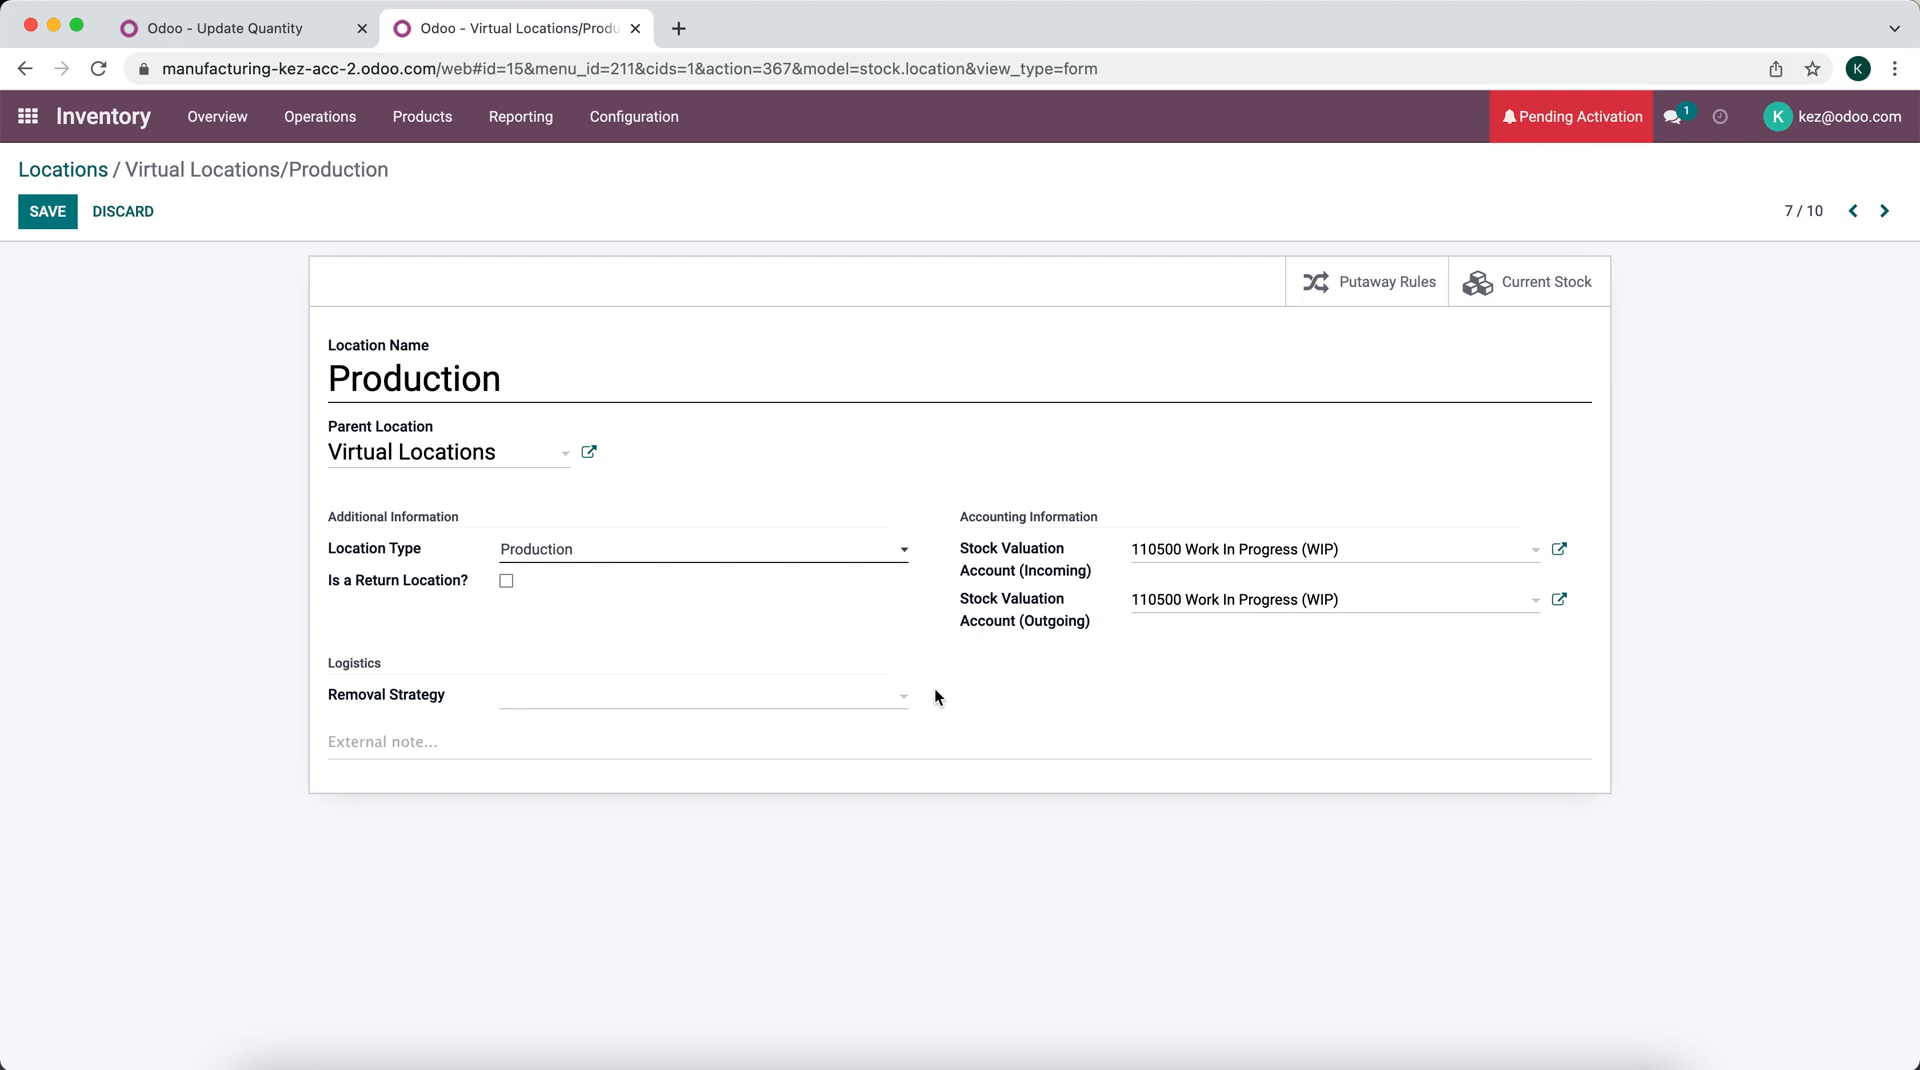 Odoo - Update Quantity
Odoo - Virtual Locations/Produ
manufacturing-kez-acc-2.odoo.com/web#id=15&menu_id=211&cids=1&action=367&model=stock.location&view_type=form
K
Inventory
Overview
Operations
Products
Reporting
Configuration
Pending Activation
1
K
kez@odoo.com
Locations / Virtual Locations/Production
SAVE
DISCARD
7 / 10
Putaway Rules
Current Stock
Location Name
Production
Parent Location
Virtual Locations
Additional Information
Location Type
Production
Is a Return Location?
Accounting Information
Stock Valuation
Account (Incoming)
110500 Work In Progress (WIP)
Stock Valuation
Account (Outgoing)
110500 Work In Progress (WIP)
Logistics
Removal Strategy
External note...